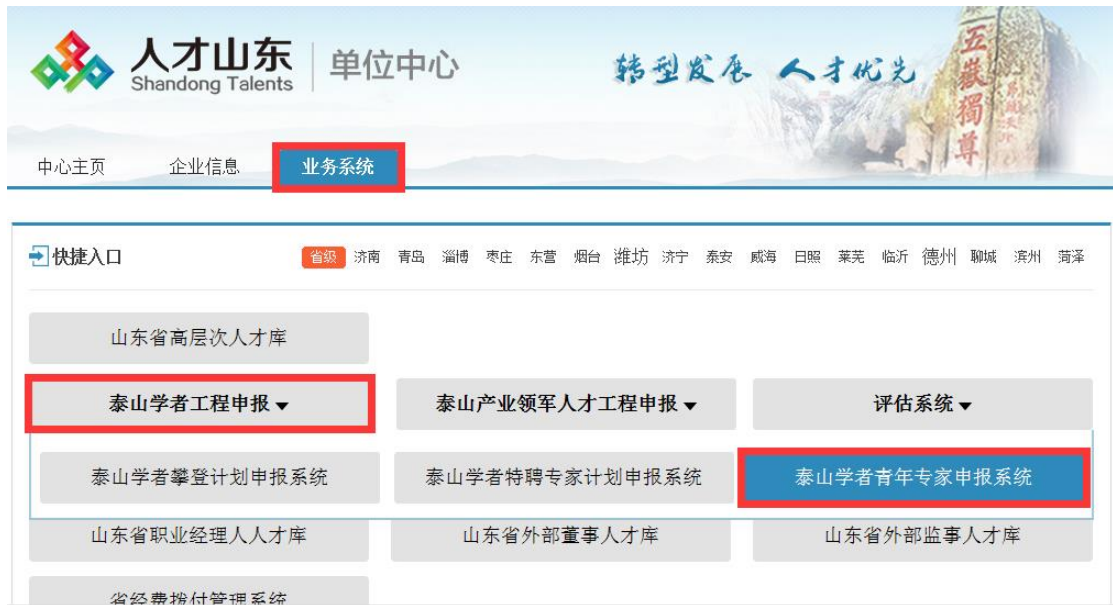 人才山东 单位中心
Shandong Talents
转型发展 人才优先
五嶽獨尊
中心主页 企业信息 业务系统
快捷入口 省级 济南 青岛 淄博 枣庄 东营 烟台 潍坊 济宁 泰安 威海 日照 莱芜 临沂 德州 聊城 滨州 菏泽
山东省高层次人才库
泰山学者工程申报▼ 泰山产业领军人才工程申报▼ 评估系统▼
泰山学者攀登计划申报系统 泰山学者特聘专家计划申报系统 泰山学者青年专家申报系统
山东省职业经理人人才库 山东省外部董事人才库 山东省外部监事人才库
省经费拨付管理系统